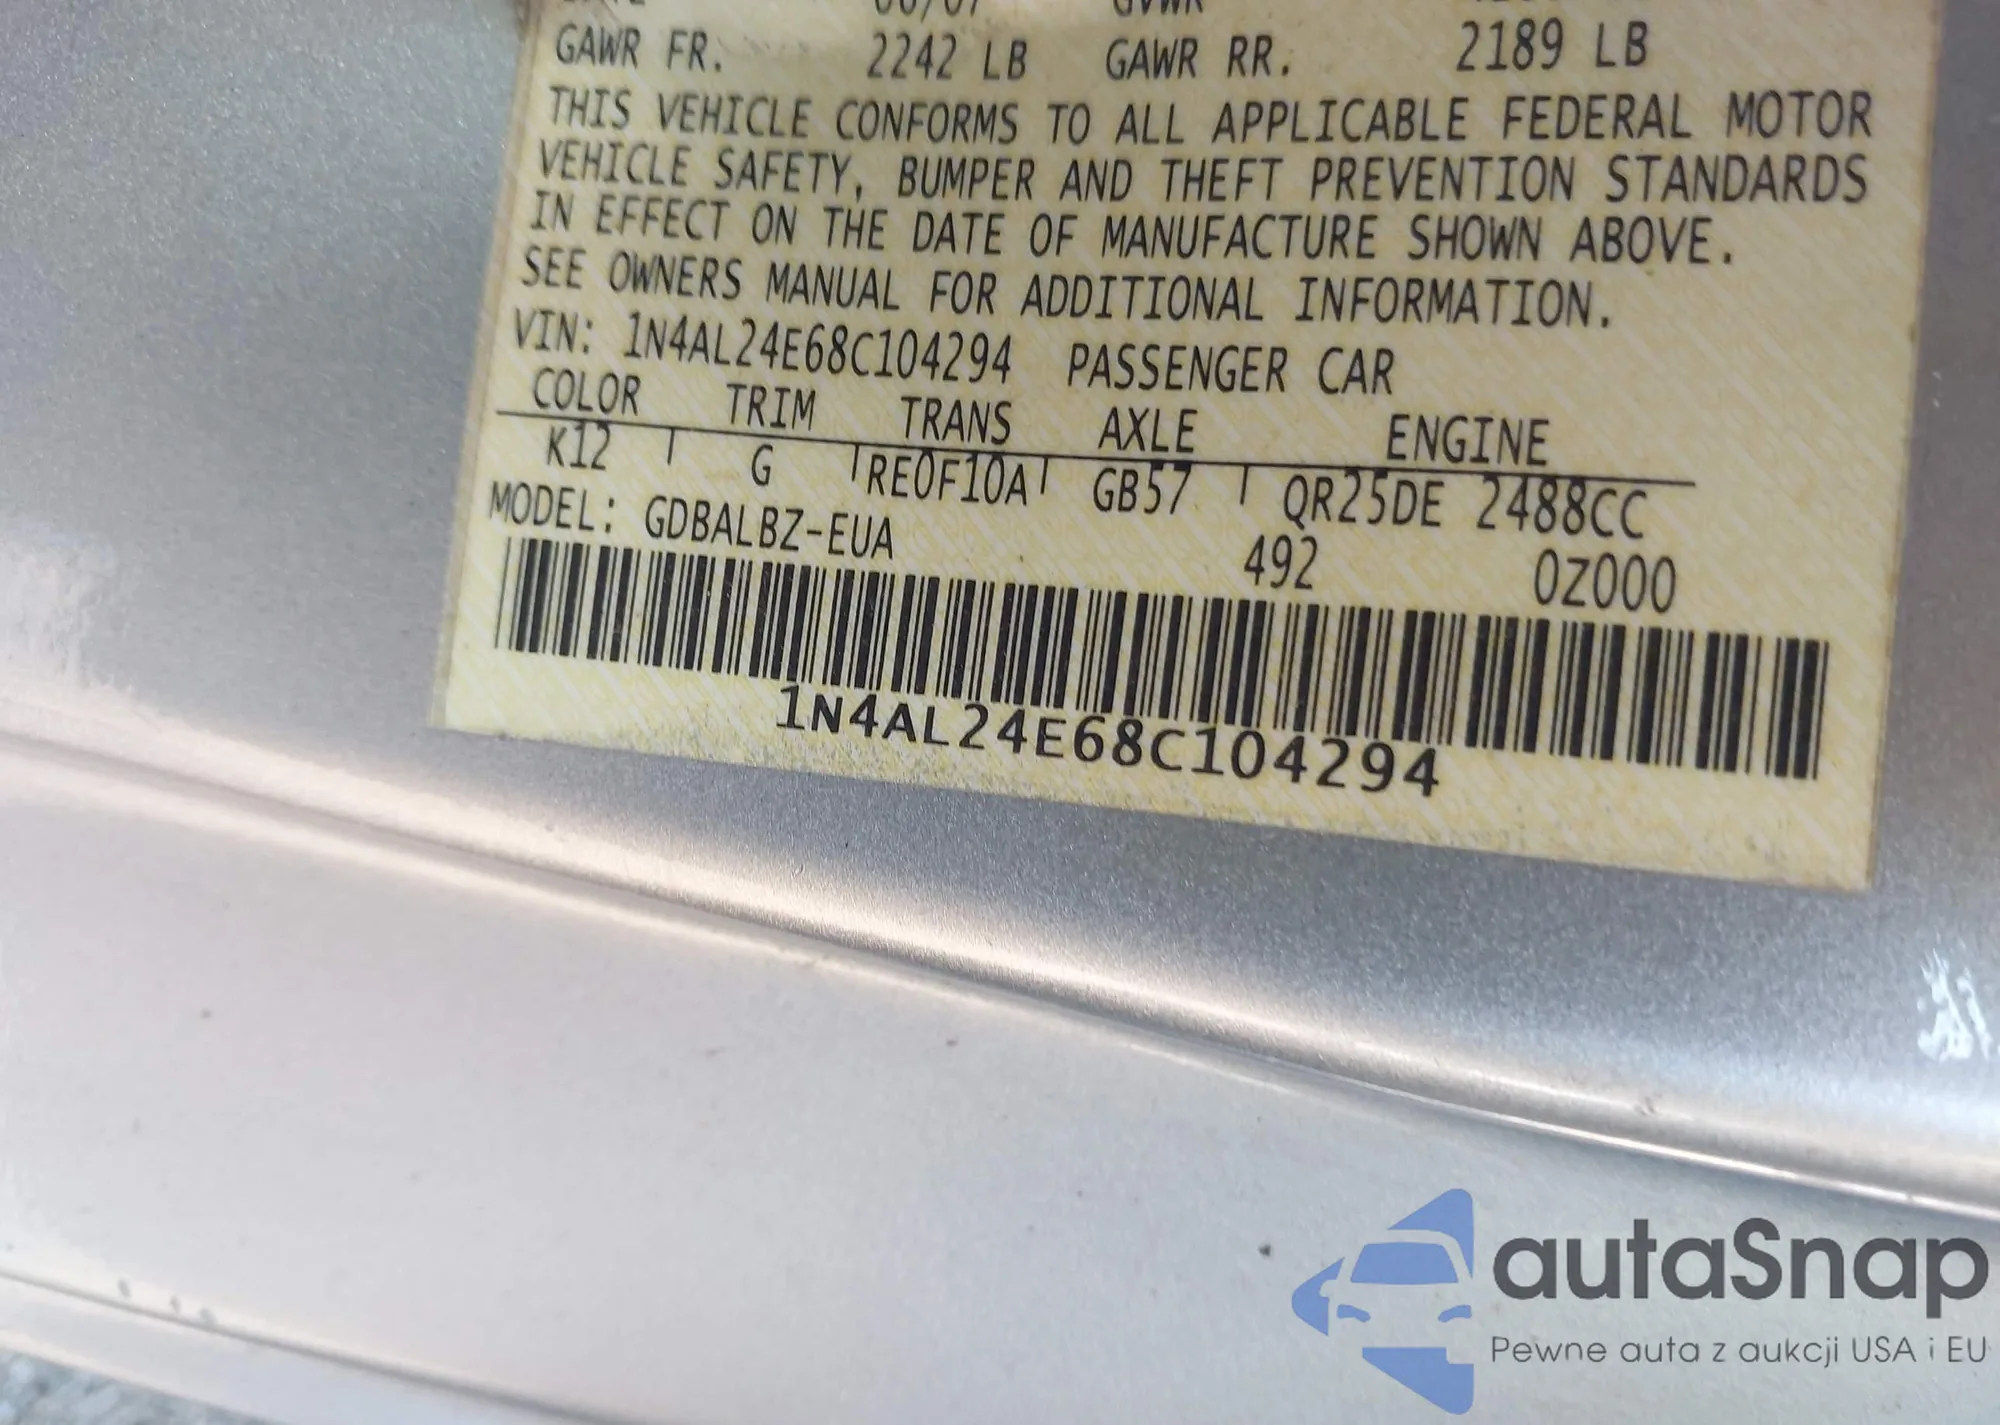 GAWR FR. 2242 LB GAWR RR. 2189 LB
THIS VEHICLE CONFORMS TO ALL APPLICABLE FEDERAL MOTOR
VEHICLE SAFETY, BUMPER AND THEFT PREVENTION STANDARDS
IN EFFECT ON THE DATE OF MANUFACTURE SHOWN ABOVE.
SEE OWNERS MANUAL FOR ADDITIONAL INFORMATION.
VIN: 1N4AL24E68C104294 PASSENGER CAR
COLOR TRIM TRANS AXLE ENGINE
K12 G RE0F10A GB57 QR25DE 2488CC
MODEL: GDBALBZ-EUA 492 0Z000
1N4AL24E68C104294
autaSnap
Pewne auta z aukcji USA i EU